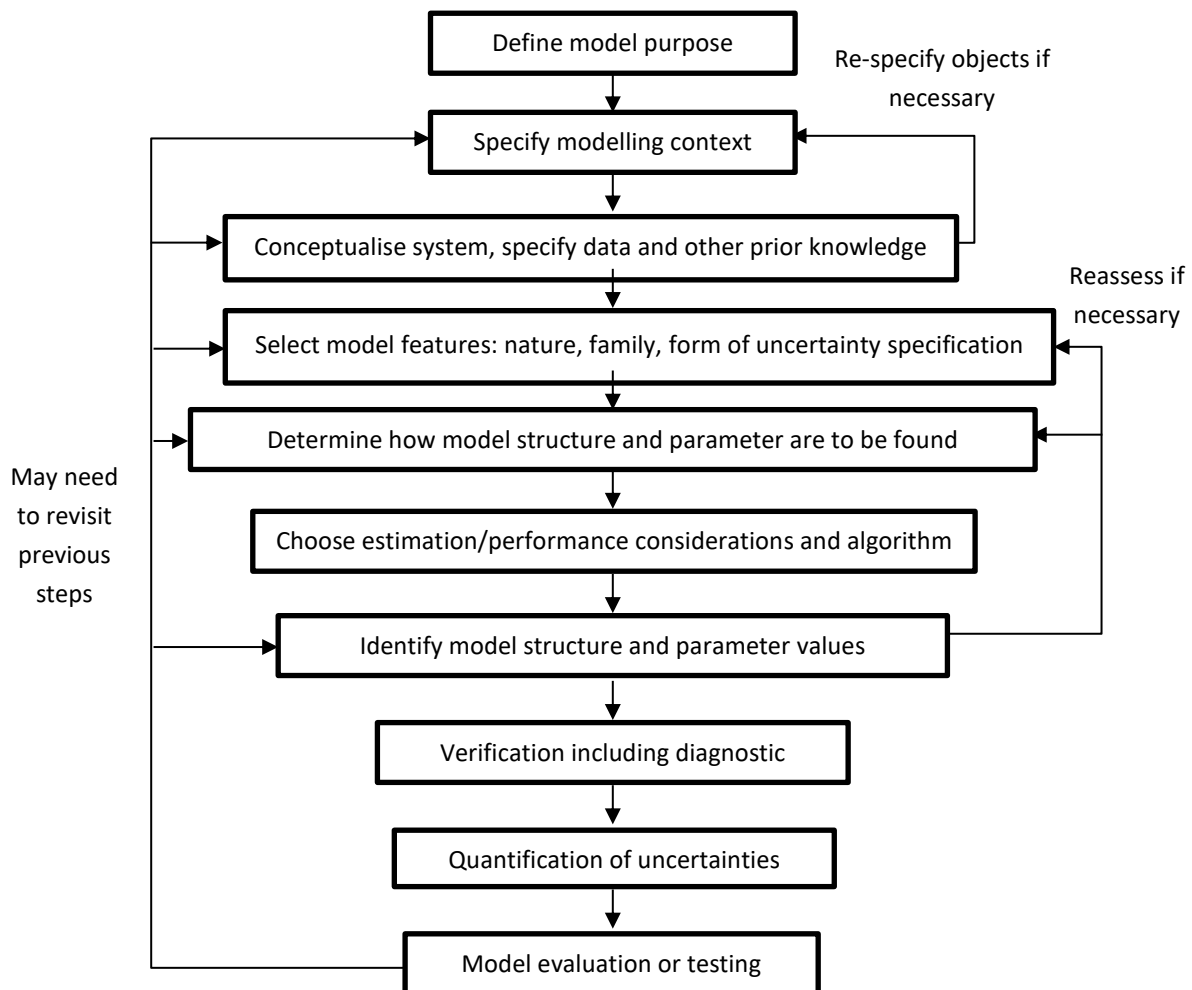 Define model purpose
Re-specify objects if
necessary
Specify modelling context
Conceptualise system, specify data and other prior knowledge
Reassess if
necessary
Select model features: nature, family, form of uncertainty specification
Determine how model structure and parameter are to be found
May need
to revisit
previous
steps
Choose estimation/performance considerations and algorithm
Identify model structure and parameter values
Verification including diagnostic
Quantification of uncertainties
Model evaluation or testing